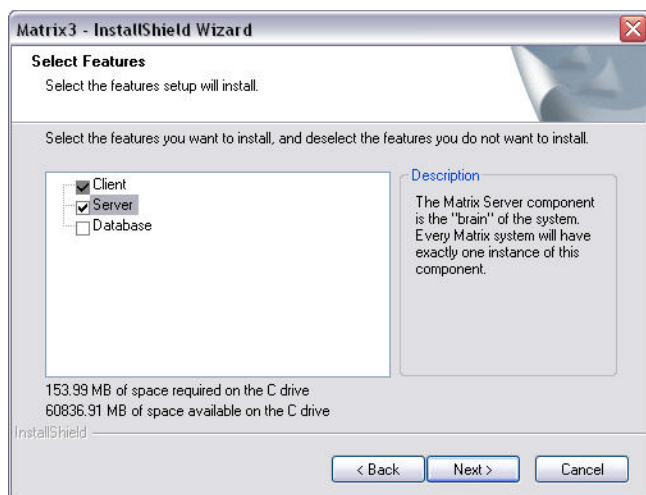 Matrix3 - InstallShield Wizard
Select Features
Select the features setup will install.
Select the features you want to install, and deselect the features you do not want to install.
Client
Server
Database
Description
The Matrix Server component
is the "brain" of the system.
Every Matrix system will have
exactly one instance of this
component.
153.99 MB of space required on the C drive
60836.91 MB of space available on the C drive
InstallShield
< Back
Next >
Cancel